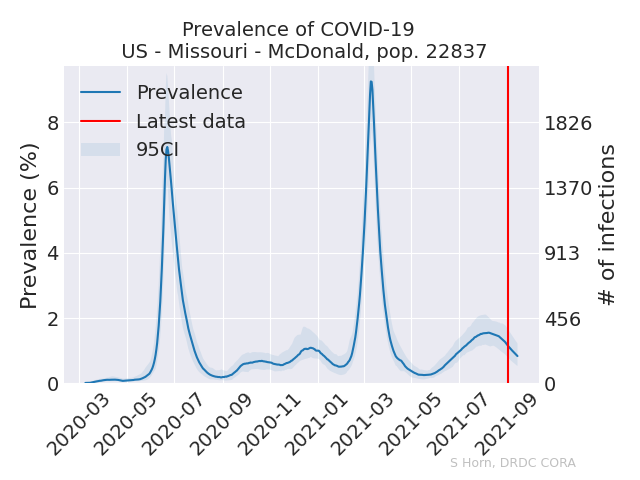 Prevalence of COVID-19
US - Missouri - McDonald, pop. 22837
Prevalence
Latest data
95CI
Prevalence (%)
8
6
4
2
0
1826
1370
913
456
0
# of infections
2020-03
2020-05
2020-07
2020-09
2020-11
2021-01
2021-03
2021-05
2021-07
2021-09
S Horn, DRDC CORA